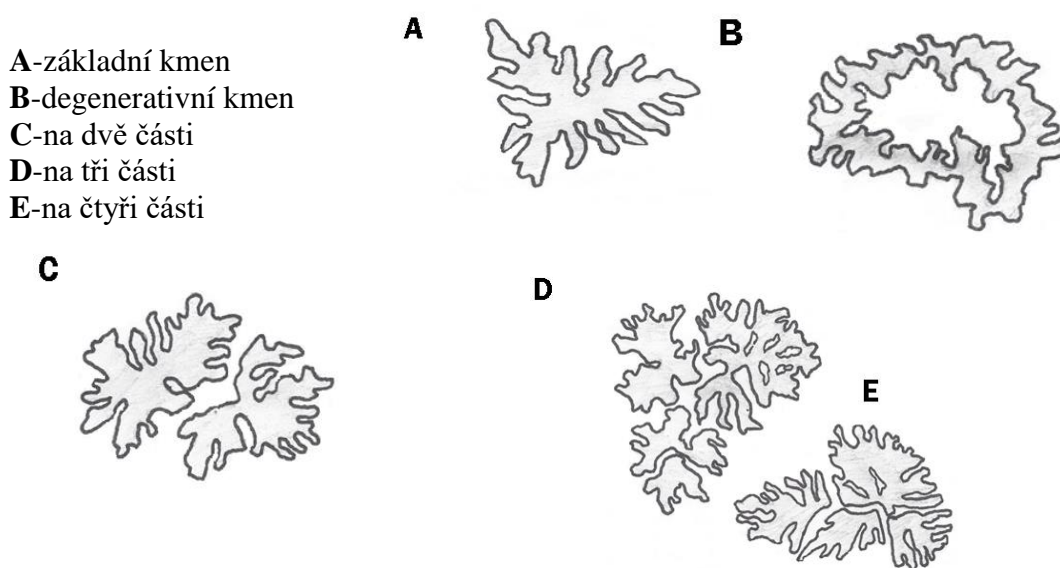 A
B
A-základní kmen
B-degenerativní kmen
C-na dvě části
D-na tři části
E-na čtyři části
C
D
E